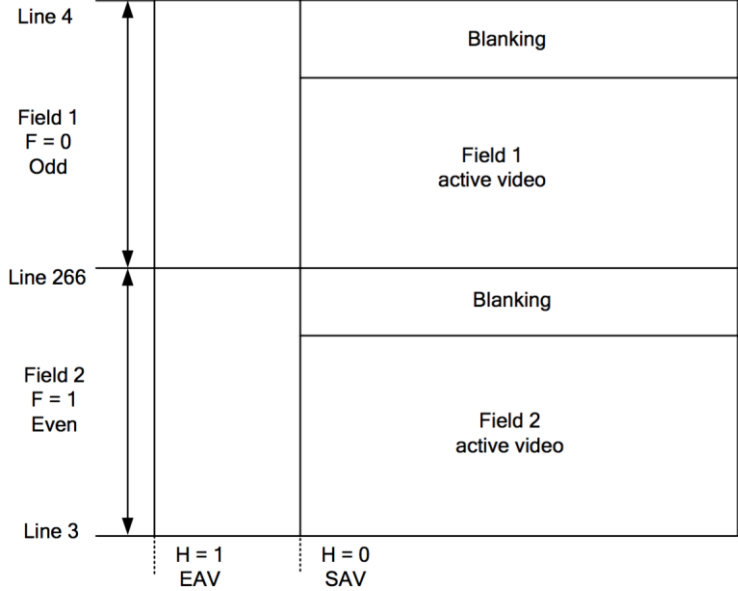 Line 4
Blanking
Field 1
F = 0
Odd
Field 1
active video
Line 266
Blanking
Field 2
F = 1
Even
Field 2
active video
Line 3
H = 1
EAV
H = 0
SAV